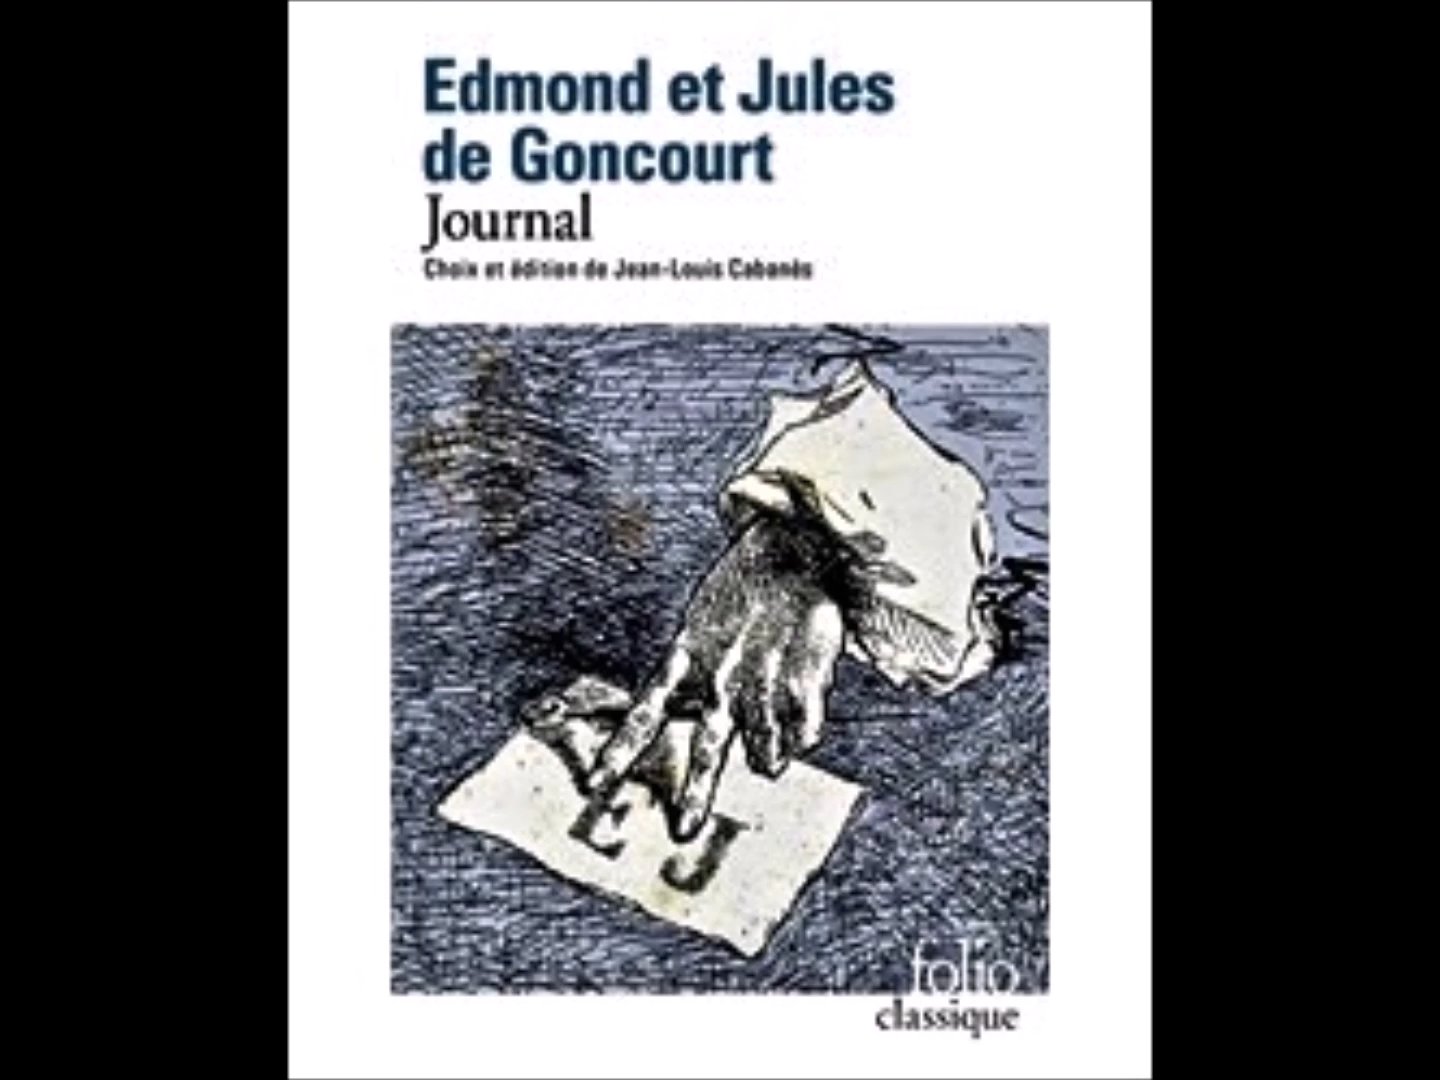 Edmond et Jules
de Goncourt
Journal
Choix et édition de Jean-Louis Cabanès
E J
folio
classique